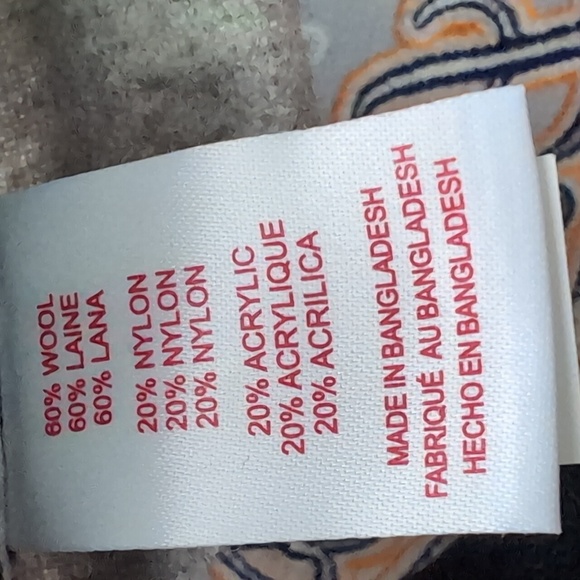 60% WOOL
60% LAINE
60% LANA
20% NYLON
20% NYLON
20% NYLON
20% ACRYLIC
20% ACRYLIQUE
20% ACRILICA
MADE IN BANGLADESH
FABRIQUÉ AU BANGLADESH
HECHO EN BANGLADESH